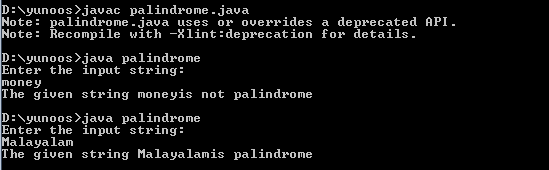 D:\yunoos>javac palindrome.java
Note: palindrome.java uses or overrides a deprecated API.
Note: Recompile with -Xlint:deprecation for details.
D:\yunoos>java palindrome
Enter the input string:
money
The given string moneyis not palindrome
D:\yunoos>java palindrome
Enter the input string:
Malayalam
The given string Malayalamis palindrome